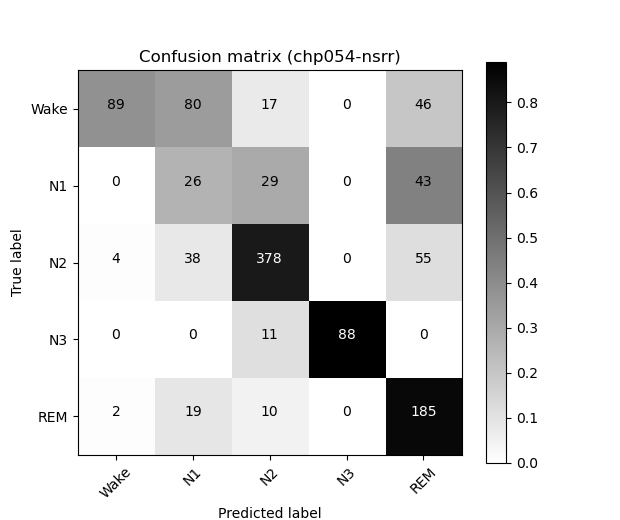 Confusion matrix (chp054-nsrr)
Wake 89 80 17 0 46
N1 0 26 29 0 43
N2 4 38 378 0 55
N3 0 0 11 88 0
REM 2 19 10 0 185
Wake N1 N2 N3 REM
Predicted label
True label
0.8
0.7
0.6
0.5
0.4
0.3
0.2
0.1
0.0